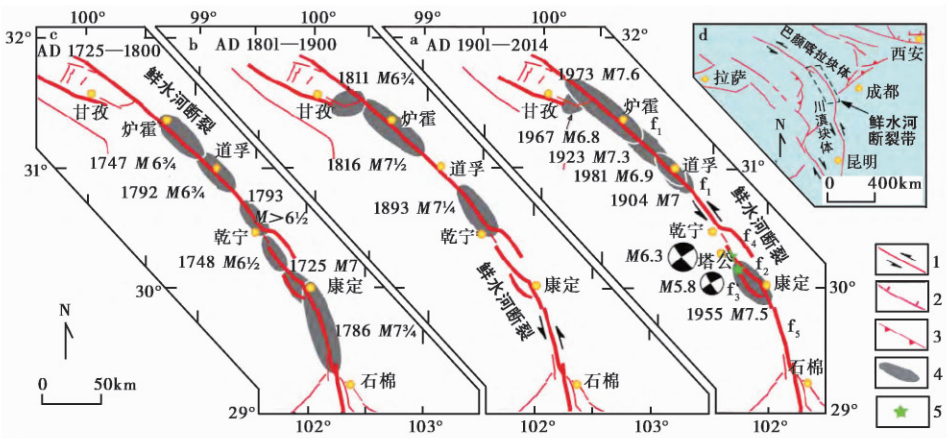 100°
99°
100°
99°
100°
32°
c
AD 1725—1800
b
AD 1801—1900
a
AD 1901—2014
32°
甘孜
炉霍
1747 M6¾
道孚
1792 M6¾
1793
M>6½
乾宁
1748 M6½
1725 M7
康定
1786 M7¾
石棉
鲜水河断裂
31°
30°
29°
N
0 50km
102°
103°
1811 M6¾
甘孜
炉霍
1816 M7½
道孚
1893 M7¼
乾宁
康定
鲜水河断裂
石棉
102°
103°
1973 M7.6
甘孜
炉霍
f₁
1967 M6.8
1923 M7.3
道孚
1981 M6.9
f₁
1904 M7
鲜水河断裂
乾宁
f₄
M6.3
塔公
f₂
M5.8
f₃
康定
1955 M7.5
f₅
石棉
31°
30°
29°
102°
103°
d
巴颜喀拉块体
西安
拉萨
成都
川滇块体
鲜水河
断裂带
N
昆明
0 400km
1
2
3
4
5